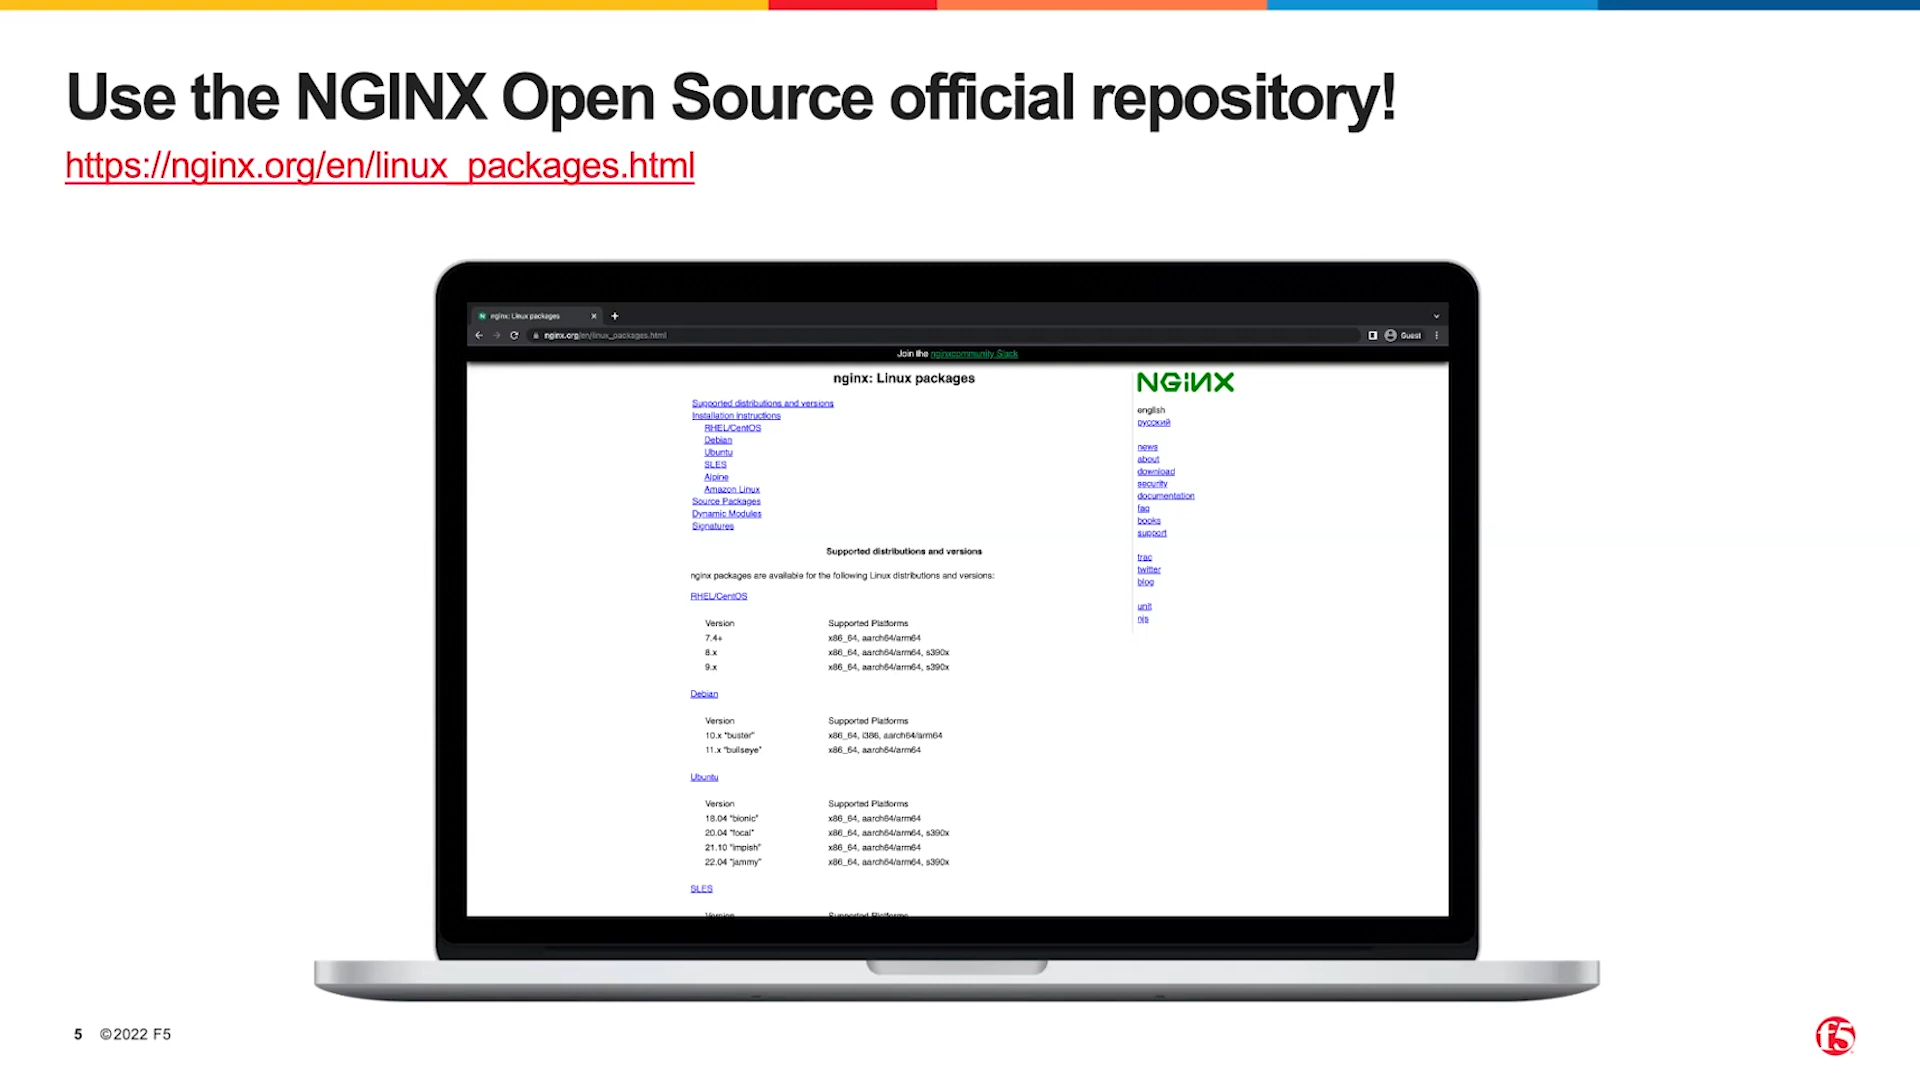 Use the NGINX Open Source official repository!
https://nginx.org/en/linux_packages.html
nginx: Linux packages
nginx.org/en/linux_packages.html
Guest
Join the nginxcommunity Slack
nginx: Linux packages
Supported distributions and versions
Installation instructions
RHEL/CentOS
Debian
Ubuntu
SLES
Alpine
Amazon Linux
Source Packages
Dynamic Modules
Signatures
Supported distributions and versions
nginx packages are available for the following Linux distributions and versions:
RHEL/CentOS
Version Supported Platforms
7.4+ x86_64, aarch64/arm64
8.x x86_64, aarch64/arm64, s390x
9.x x86_64, aarch64/arm64, s390x
Debian
Version Supported Platforms
10.x "buster" x86_64, i386, aarch64/arm64
11.x "bullseye" x86_64, aarch64/arm64
Ubuntu
Version Supported Platforms
18.04 "bionic" x86_64, aarch64/arm64
20.04 "focal" x86_64, aarch64/arm64, s390x
21.10 "impish" x86_64, aarch64/arm64
22.04 "jammy" x86_64, aarch64/arm64, s390x
SLES
Version Supported Platforms
NGINX
english
русский
news
about
download
security
documentation
faq
books
support
trac
twitter
blog
unit
njs
5 ©2022 F5
f5